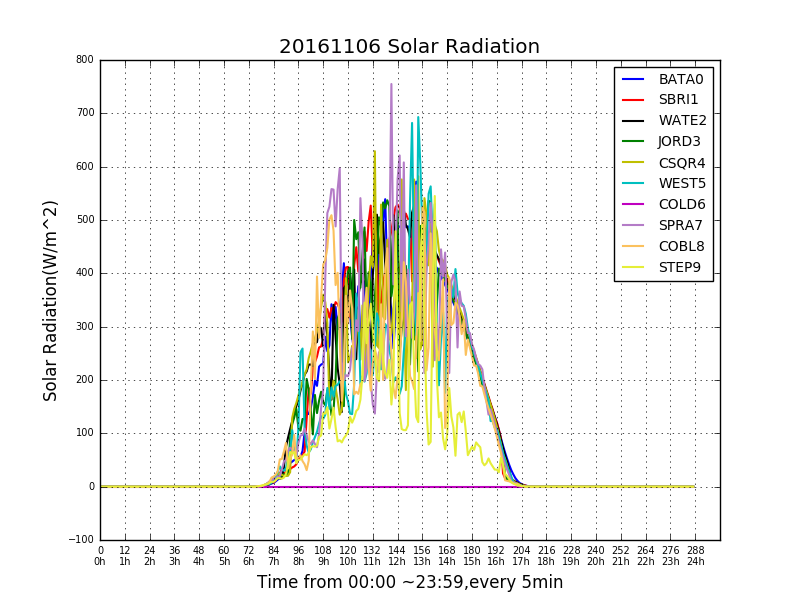 20161106 Solar Radiation
800
700
600
500
400
300
200
100
0
−100
Solar Radiation(W/m^2)
BATA0
SBRI1
WATE2
JORD3
CSQR4
WEST5
COLD6
SPRA7
COBL8
STEP9
0 12 24 36 48 60 72 84 96 108 120 132 144 156 168 180 192 204 216 228 240 252 264 276 288
0h 1h 2h 3h 4h 5h 6h 7h 8h 9h 10h 11h 12h 13h 14h 15h 16h 17h 18h 19h 20h 21h 22h 23h 24h
Time from 00:00 ~23:59,every 5min